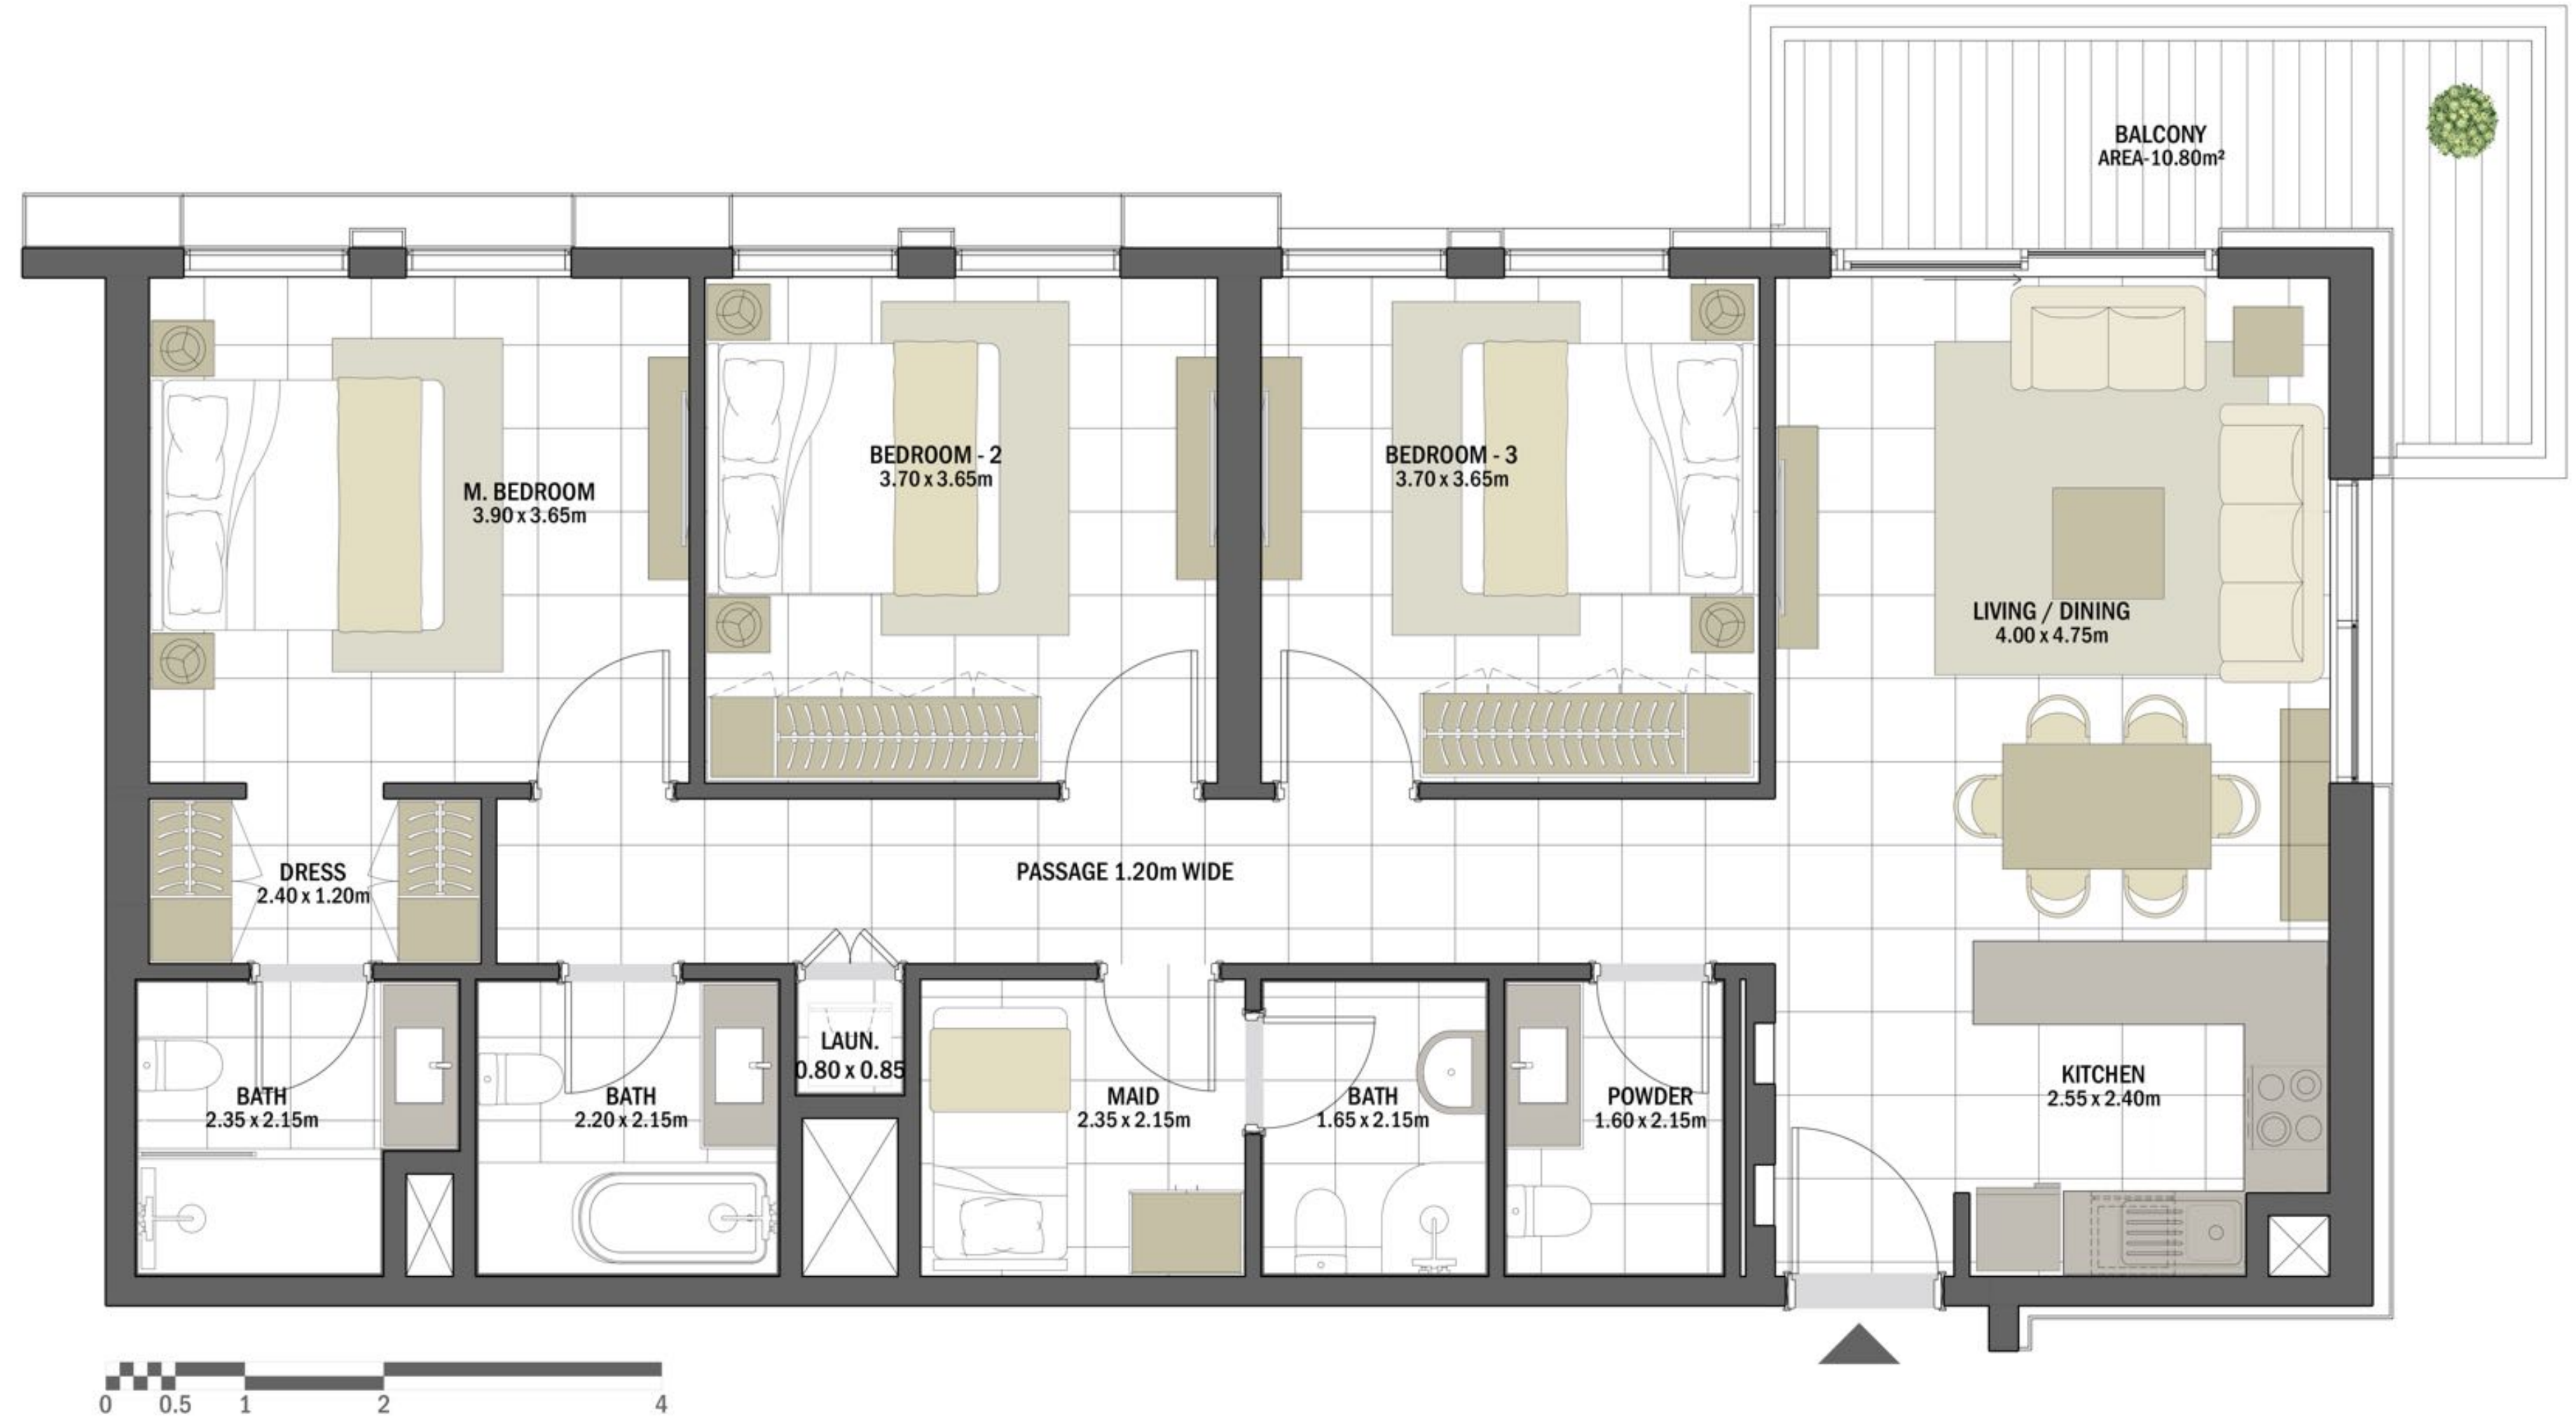 BALCONY
AREA-10.80m²
M. BEDROOM
3.90 x 3.65m
BEDROOM - 2
3.70 x 3.65m
BEDROOM - 3
3.70 x 3.65m
LIVING / DINING
4.00 x 4.75m
DRESS
2.40 x 1.20m
PASSAGE 1.20m WIDE
BATH
2.35 x 2.15m
BATH
2.20 x 2.15m
LAUN.
0.80 x 0.85
MAID
2.35 x 2.15m
BATH
1.65 x 2.15m
POWDER
1.60 x 2.15m
KITCHEN
2.55 x 2.40m
0 0.5 1 2 4